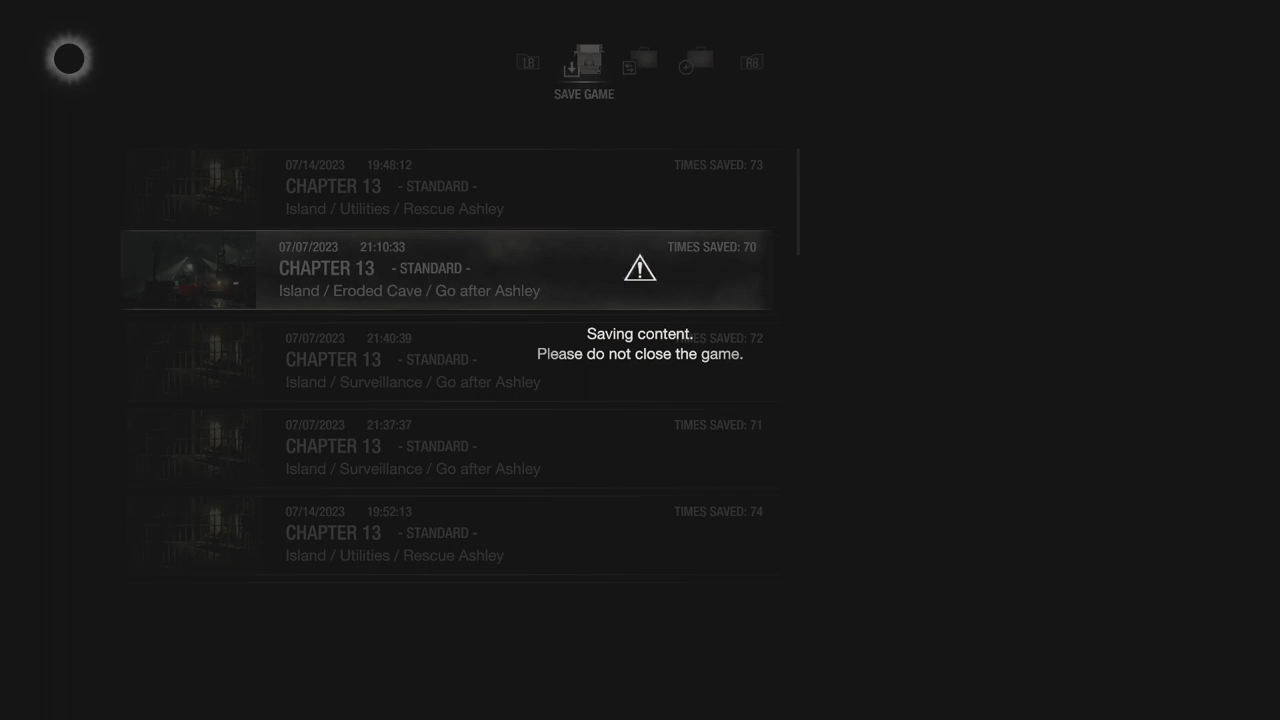 LB
RB
SAVE GAME
07/14/2023 19:48:12 TIMES SAVED: 73
CHAPTER 13 - STANDARD -
Island / Utilities / Rescue Ashley
07/07/2023 21:10:33 TIMES SAVED: 70
CHAPTER 13 - STANDARD -
Island / Eroded Cave / Go after Ashley
Saving content.
Please do not close the game.
07/07/2023 21:40:39 TIMES SAVED: 72
CHAPTER 13 - STANDARD -
Island / Surveillance / Go after Ashley
07/07/2023 21:37:37 TIMES SAVED: 71
CHAPTER 13 - STANDARD -
Island / Surveillance / Go after Ashley
07/14/2023 19:52:13 TIMES SAVED: 74
CHAPTER 13 - STANDARD -
Island / Utilities / Rescue Ashley